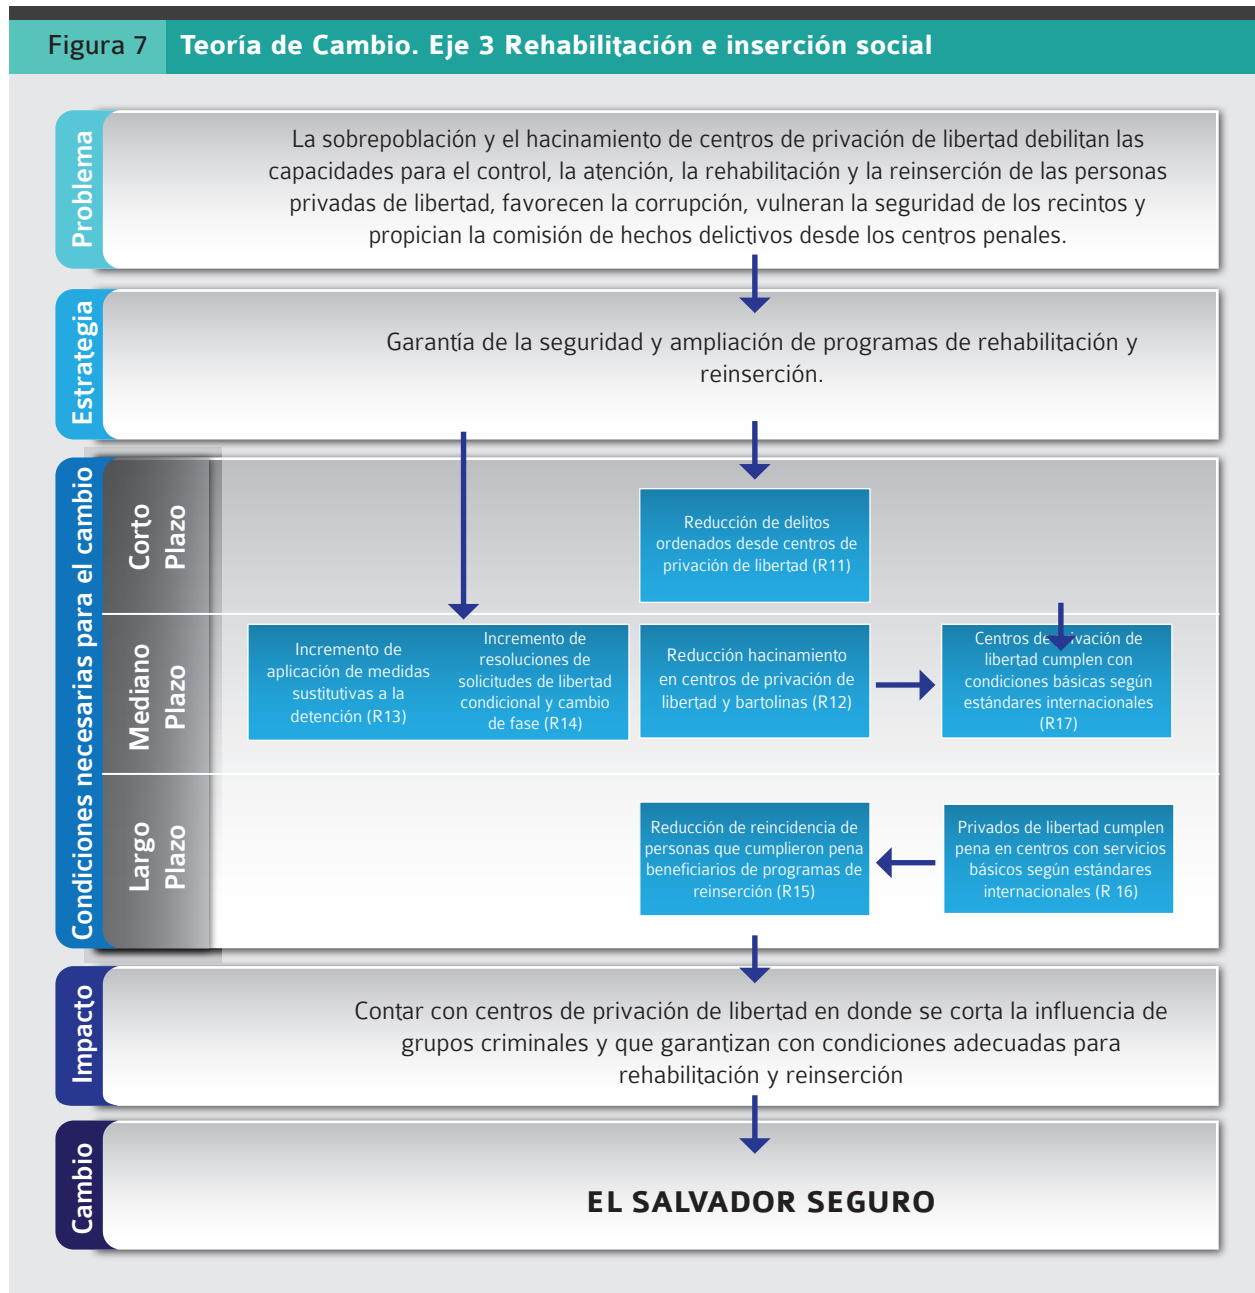 Figura 7
Teoría de Cambio. Eje 3 Rehabilitación e inserción social
Problema
La sobrepoblación y el hacinamiento de centros de privación de libertad debilitan las
capacidades para el control, la atención, la rehabilitación y la reinserción de las personas
privadas de libertad, favorecen la corrupción, vulneran la seguridad de los recintos y
propician la comisión de hechos delictivos desde los centros penales.
Estrategia
Garantía de la seguridad y ampliación de programas de rehabilitación y
reinserción.
Condiciones necesarias para el cambio
Corto
Plazo
Reducción de delitos
ordenados desde centros de
privación de libertad (R11)
Mediano
Plazo
Incremento de
aplicación de medidas
sustitutivas a la
detención (R13)
Incremento de
resoluciones de
solicitudes de libertad
condicional y cambio
de fase (R14)
Reducción hacinamiento
en centros de privación de
libertad y bartolinas (R12)
Centros de privación de
libertad cumplen con
condiciones básicas según
estándares internacionales
(R17)
Largo
Plazo
Reducción de reincidencia de
personas que cumplieron pena
beneficiarios de programas de
reinserción (R15)
Privados de libertad cumplen
pena en centros con servicios
básicos según estándares
internacionales (R 16)
Impacto
Contar con centros de privación de libertad en donde se corta la influencia de
grupos criminales y que garantizan con condiciones adecuadas para
rehabilitación y reinserción
Cambio
EL SALVADOR SEGURO